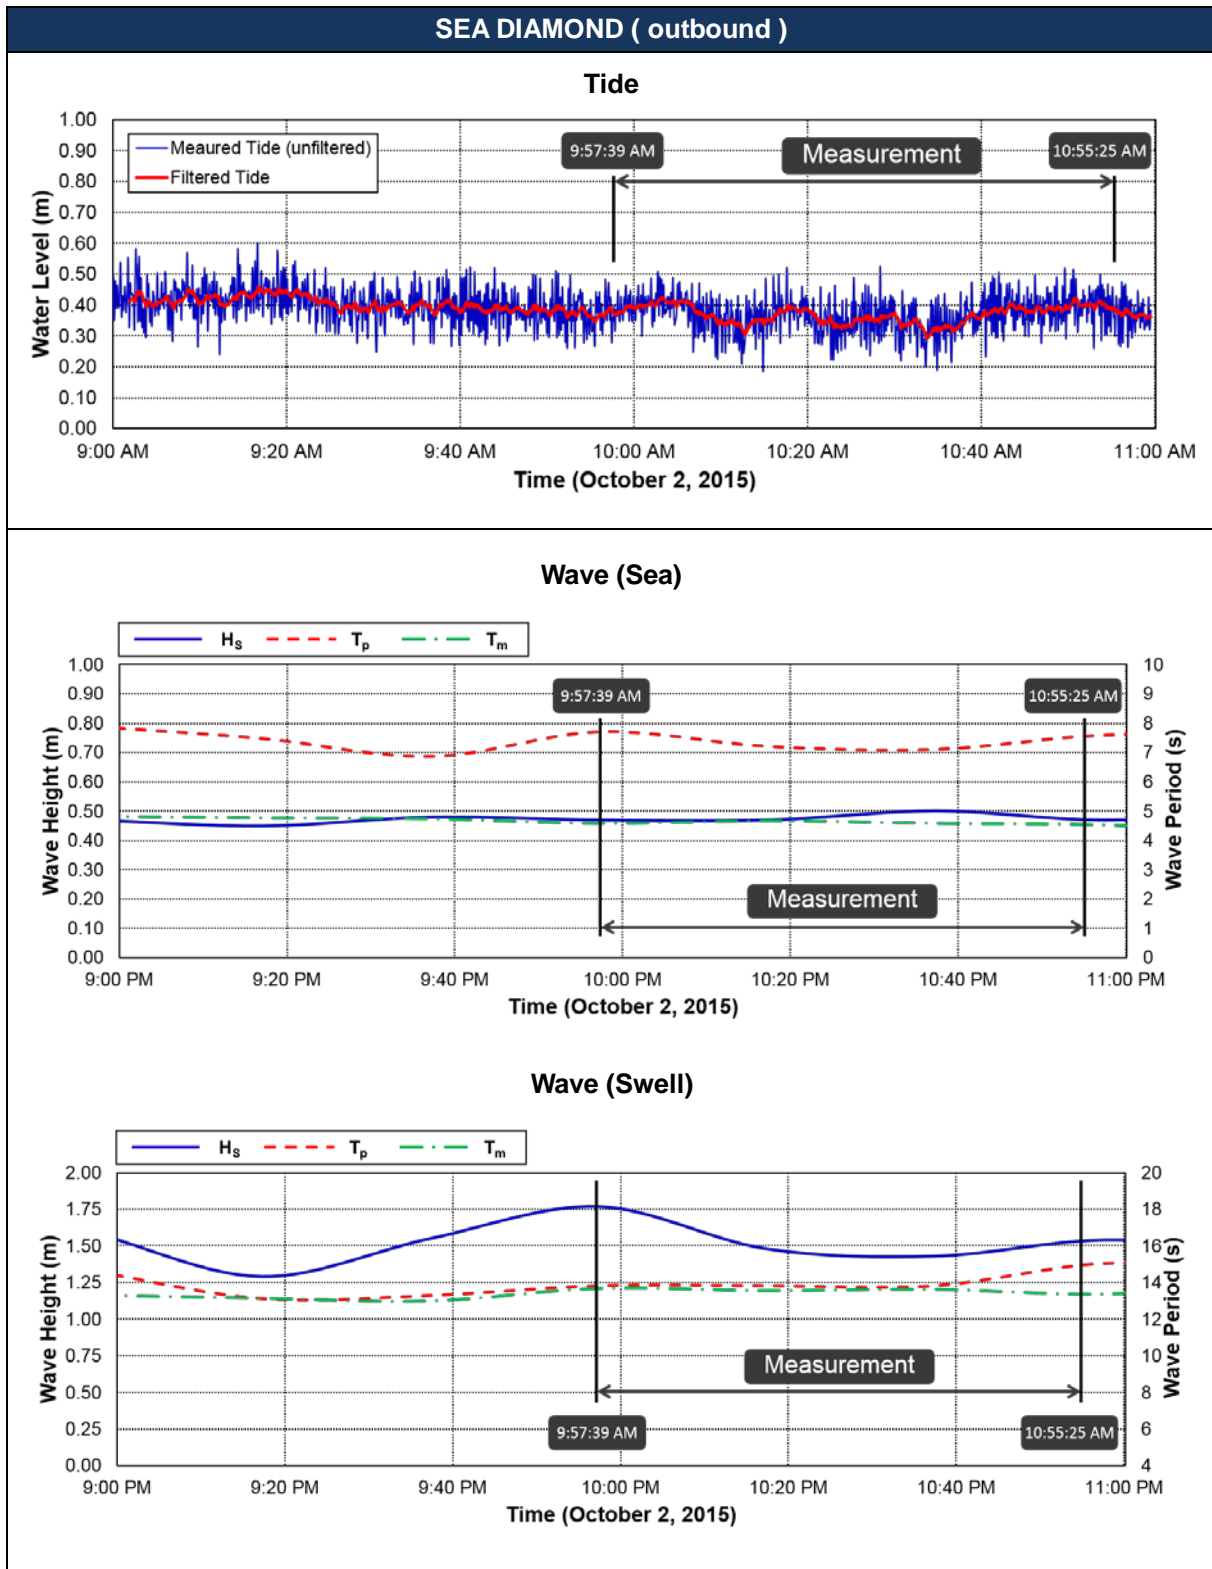 SEA DIAMOND ( outbound )
Tide
Meaured Tide (unfiltered)
Filtered Tide
9:57:39 AM
Measurement
10:55:25 AM
1.00
0.90
0.80
0.70
0.60
0.50
0.40
0.30
0.20
0.10
0.00
Water Level (m)
9:00 AM 9:20 AM 9:40 AM 10:00 AM 10:20 AM 10:40 AM 11:00 AM
Time (October 2, 2015)
Wave (Sea)
Hs Tp Tm
9:57:39 AM
10:55:25 AM
Measurement
1.00
0.90
0.80
0.70
0.60
0.50
0.40
0.30
0.20
0.10
0.00
Wave Height (m)
10
9
8
7
6
5
4
3
2
1
0
Wave Period (s)
9:00 PM 9:20 PM 9:40 PM 10:00 PM 10:20 PM 10:40 PM 11:00 PM
Time (October 2, 2015)
Wave (Swell)
Hs Tp Tm
2.00
1.75
1.50
1.25
1.00
0.75
0.50
0.25
0.00
Wave Height (m)
20
18
16
14
12
10
8
6
4
Wave Period (s)
Measurement
9:57:39 AM
10:55:25 AM
9:00 PM 9:20 PM 9:40 PM 10:00 PM 10:20 PM 10:40 PM 11:00 PM
Time (October 2, 2015)